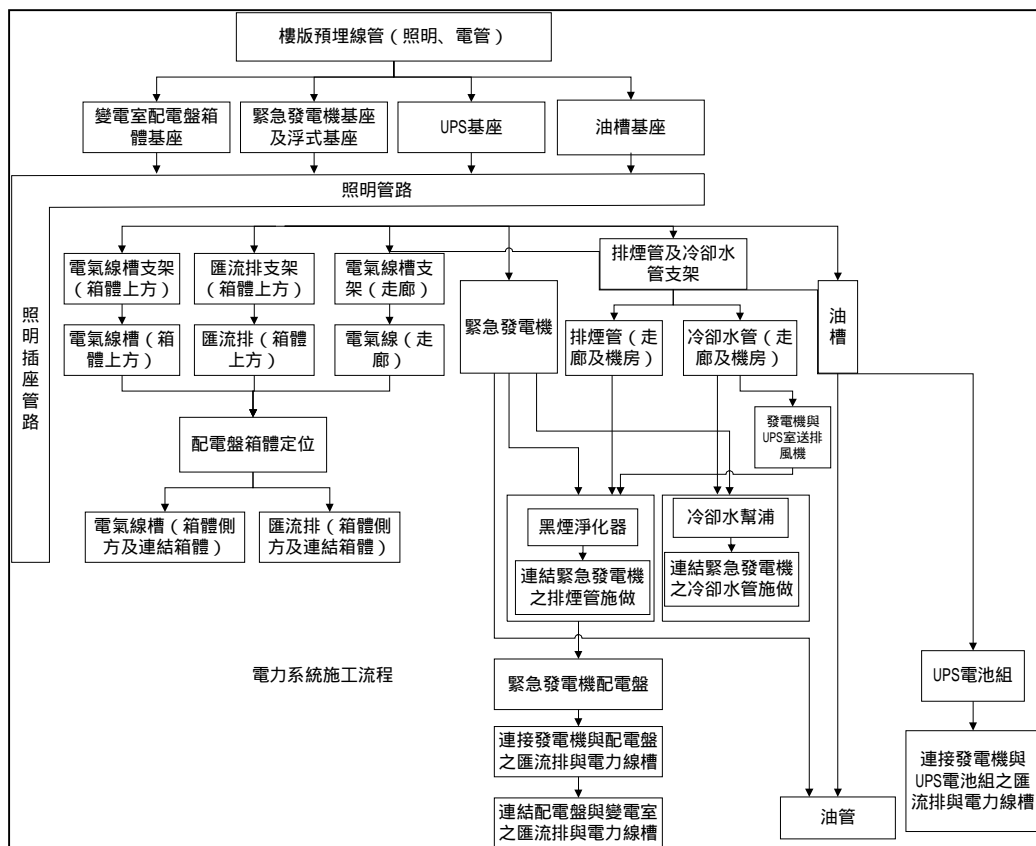 樓版預埋線管（照明、電管）
變電室配電盤箱
體基座
緊急發電機基座
及浮式基座
UPS基座
油槽基座
照明管路
照明插座管路
電氣線槽支架
（箱體上方）
匯流排支架
（箱體上方）
電氣線槽支
架（走廊）
排煙管及冷卻水
管支架
緊急發電機
油槽
電氣線槽（箱
體上方）
匯流排（箱體
上方）
電氣線（走
廊）
排煙管（走
廊及機房）
冷卻水管（走
廊及機房）
發電機與
UPS室送排
風機
配電盤箱體定位
電氣線槽（箱體側
方及連結箱體）
匯流排（箱體側
方及連結箱體）
黑煙淨化器
連結緊急發電機
之排煙管施做
冷卻水幫浦
連結緊急發電機
之冷卻水管施做
電力系統施工流程
緊急發電機配電盤
UPS電池組
連接發電機與配電盤
之匯流排與電力線槽
連接發電機與
UPS電池組之匯
流排與電力線槽
連結配電盤與變電室
之匯流排與電力線槽
油管